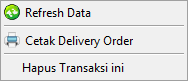 Refresh Data
Cetak Delivery Order
Hapus Transaksi ini